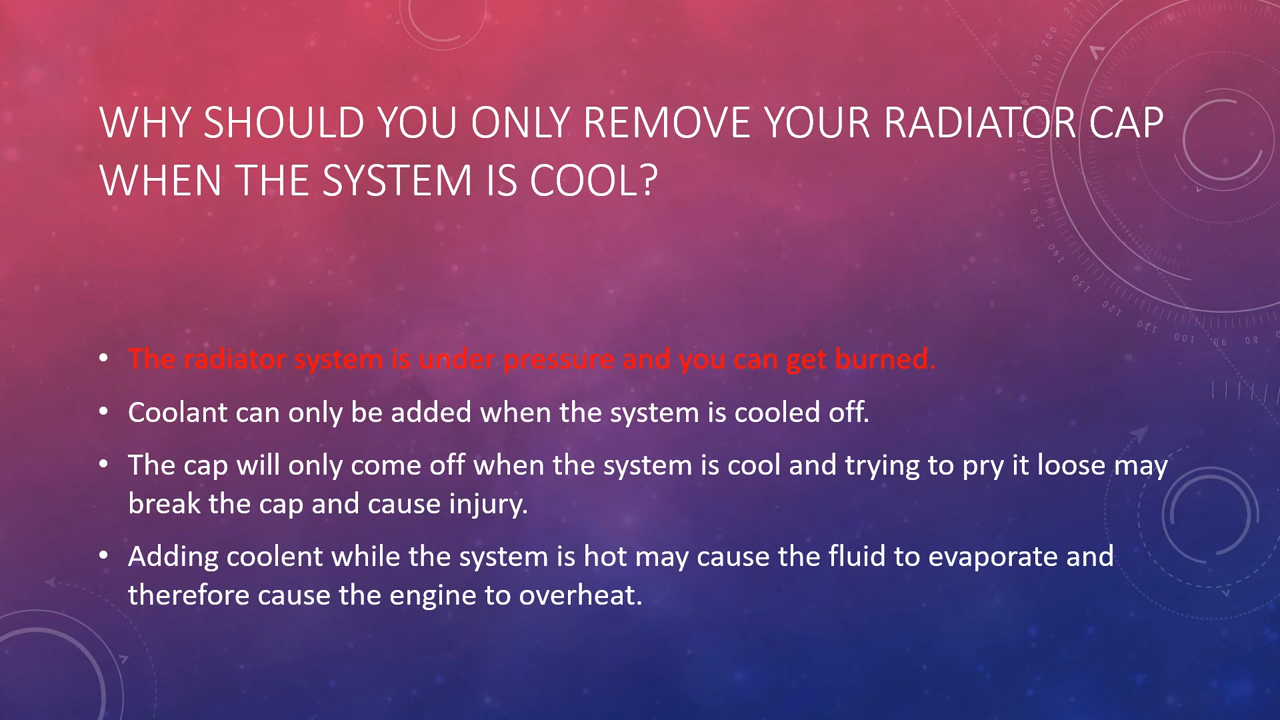 WHY SHOULD YOU ONLY REMOVE YOUR RADIATOR CAP
WHEN THE SYSTEM IS COOL?
• The radiator system is under pressure and you can get burned.
• Coolant can only be added when the system is cooled off.
• The cap will only come off when the system is cool and trying to pry it loose may
break the cap and cause injury.
• Adding coolent while the system is hot may cause the fluid to evaporate and
therefore cause the engine to overheat.